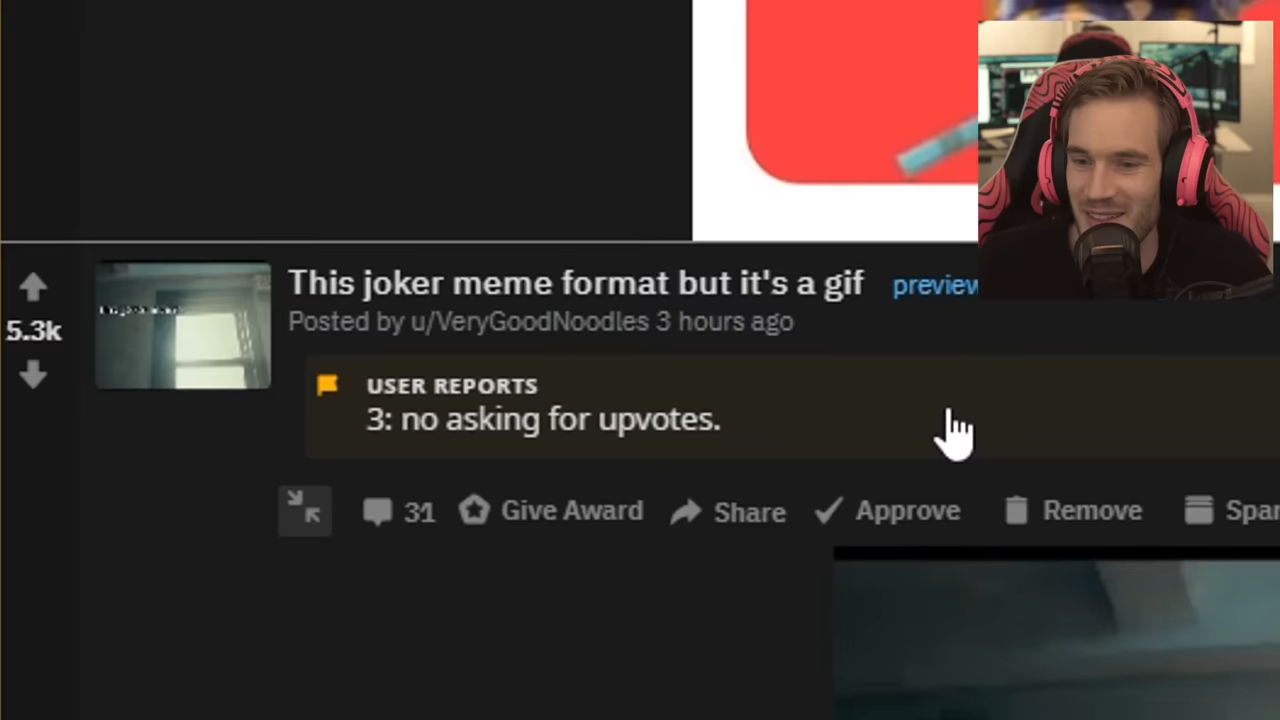 This joker meme format but it's a gif preview
Posted by u/VeryGoodNoodles 3 hours ago
5.3k
USER REPORTS
3: no asking for upvotes.
31 Give Award Share Approve Remove Spa